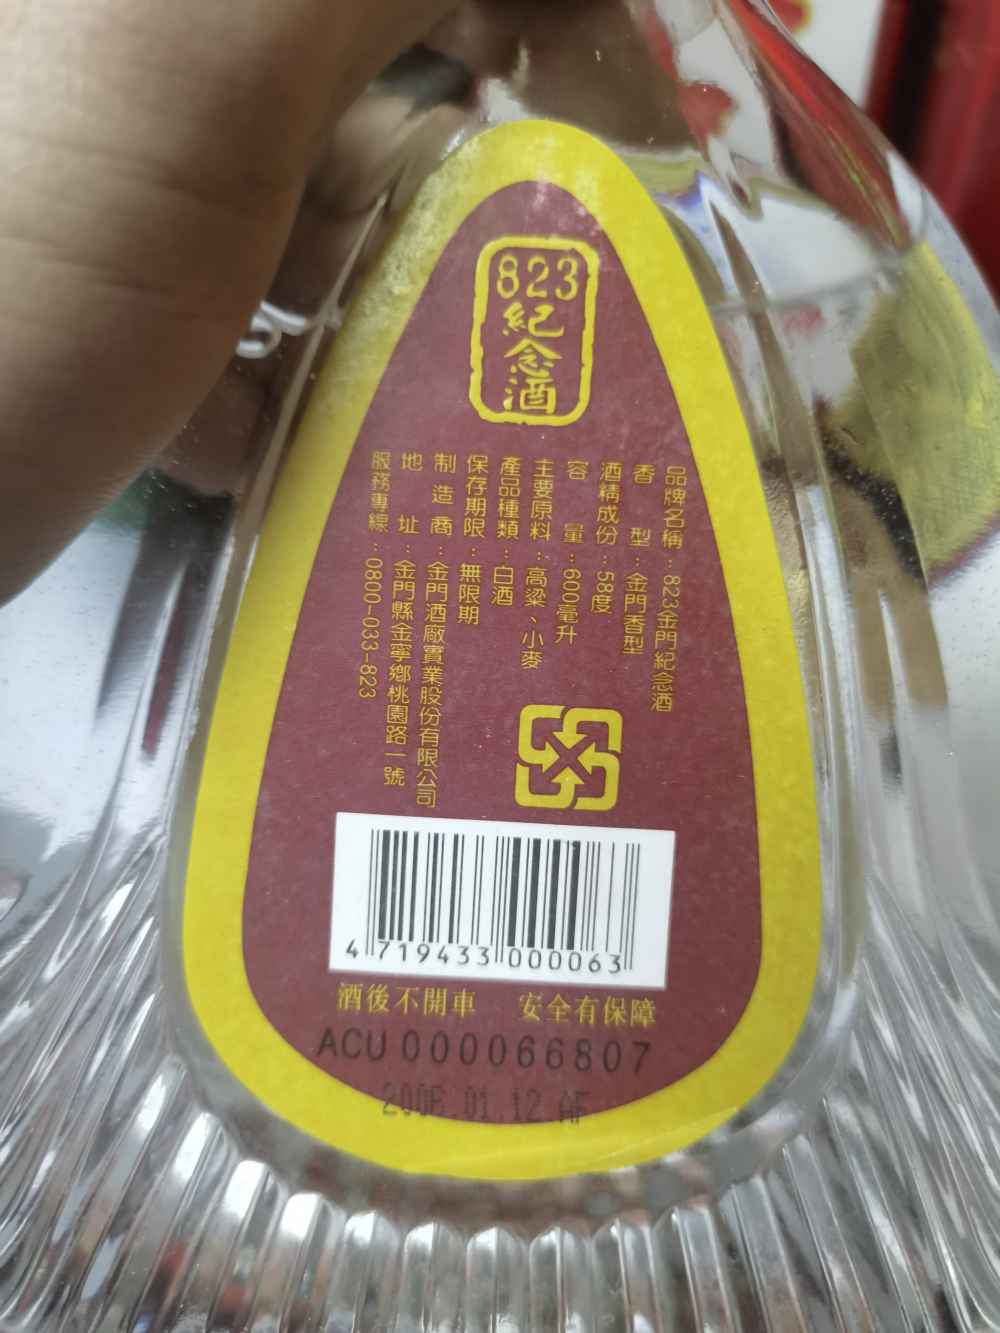 823
紀念酒
品牌名稱：823金門紀念酒
香型：金門香型
酒精成份：58度
容量：600毫升
主要原料：高粱、小麥
產品種類：白酒
保存期限：無限期
制造商：金門酒廠實業股份有限公司
地址：金門縣金寧鄉桃園路一號
服務專線：0800-033-823
4 719433 000063
酒後不開車 安全有保障
ACU 000066807